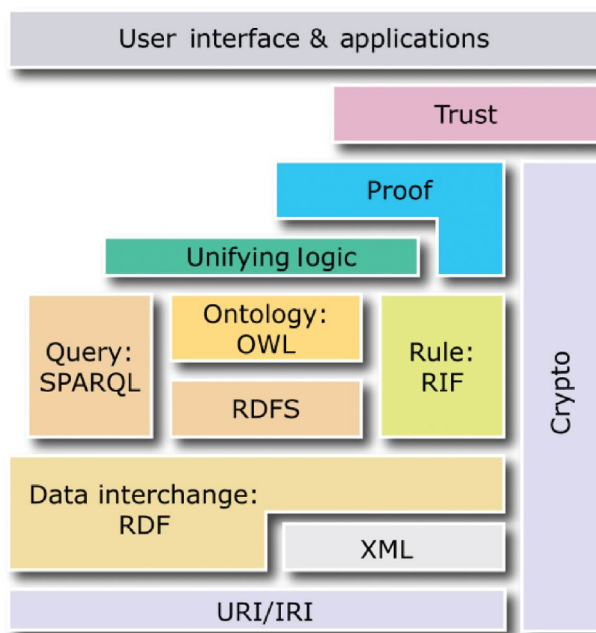 User interface & applications
Trust
Proof
Unifying logic
Query:
SPARQL
Ontology:
OWL
RDFS
Rule:
RIF
Crypto
Data interchange:
RDF
XML
URI/IRI